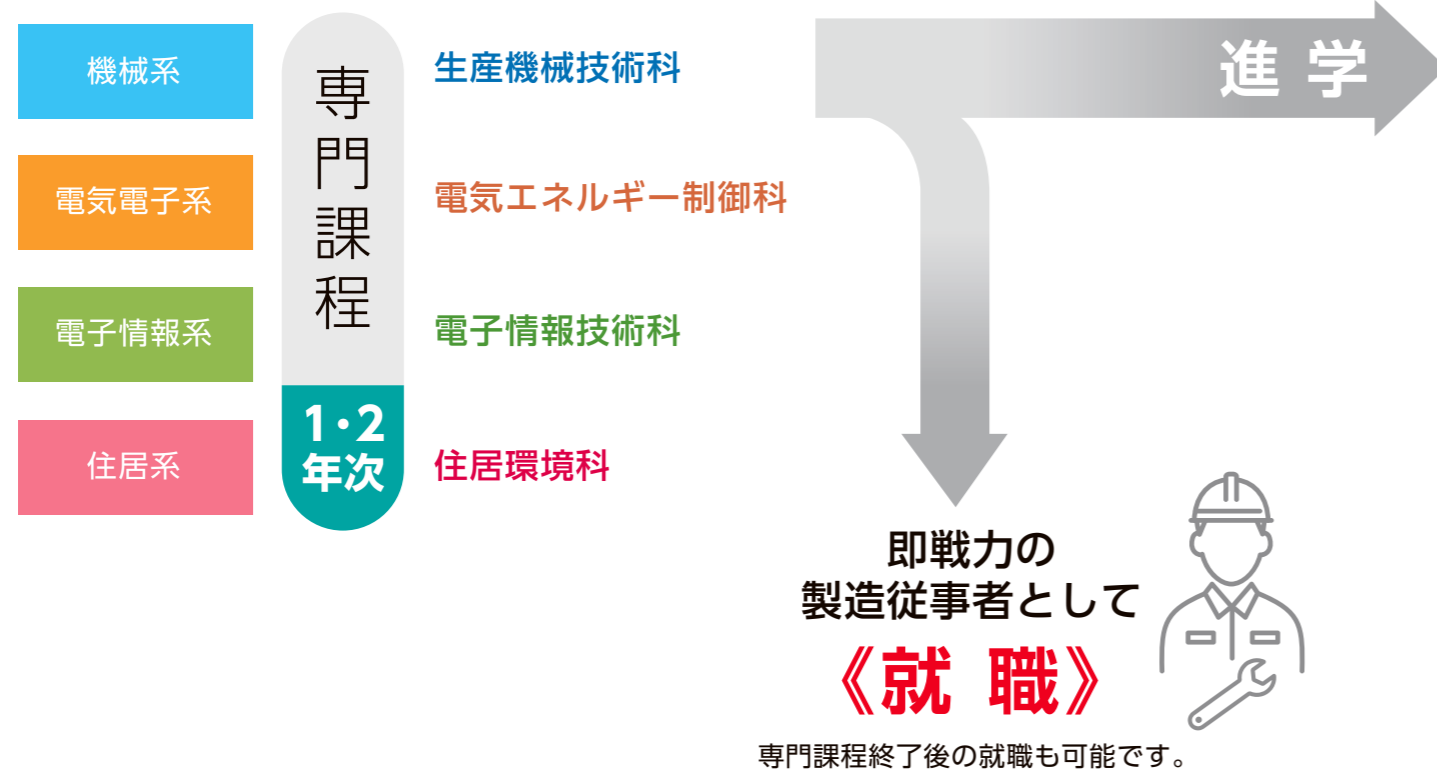 機械系
電気電子系
電子情報系
住居系
専門課程
1・2
年次
生産機械技術科
電気エネルギー制御科
電子情報技術科
住居環境科
進 学
即戦力の
製造従事者として
《就 職》
専門課程終了後の就職も可能です。